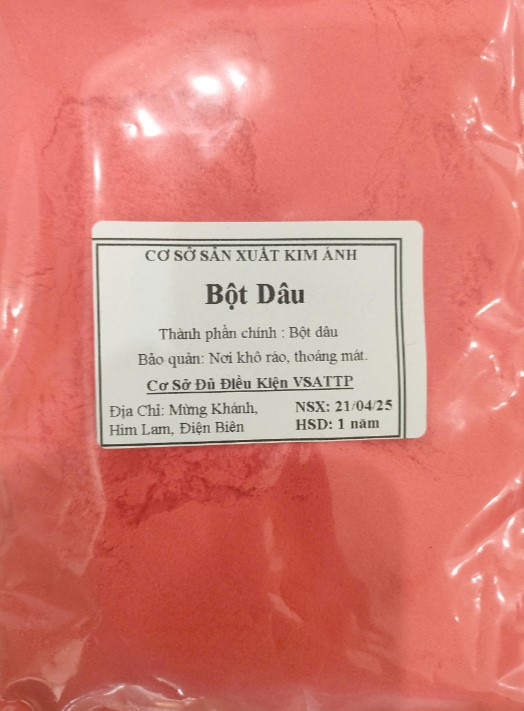 CƠ SỞ SẢN XUẤT KIM ÁNH
Bột Dâu
Thành phần chính : Bột dâu
Bảo quản: Nơi khô ráo, thoáng mát.
Cơ Sở Đủ Điều Kiện VSATTP
Địa Chỉ: Mừng Khánh,
Him Lam, Điện Biên
NSX: 21/04/25
HSD: 1 năm